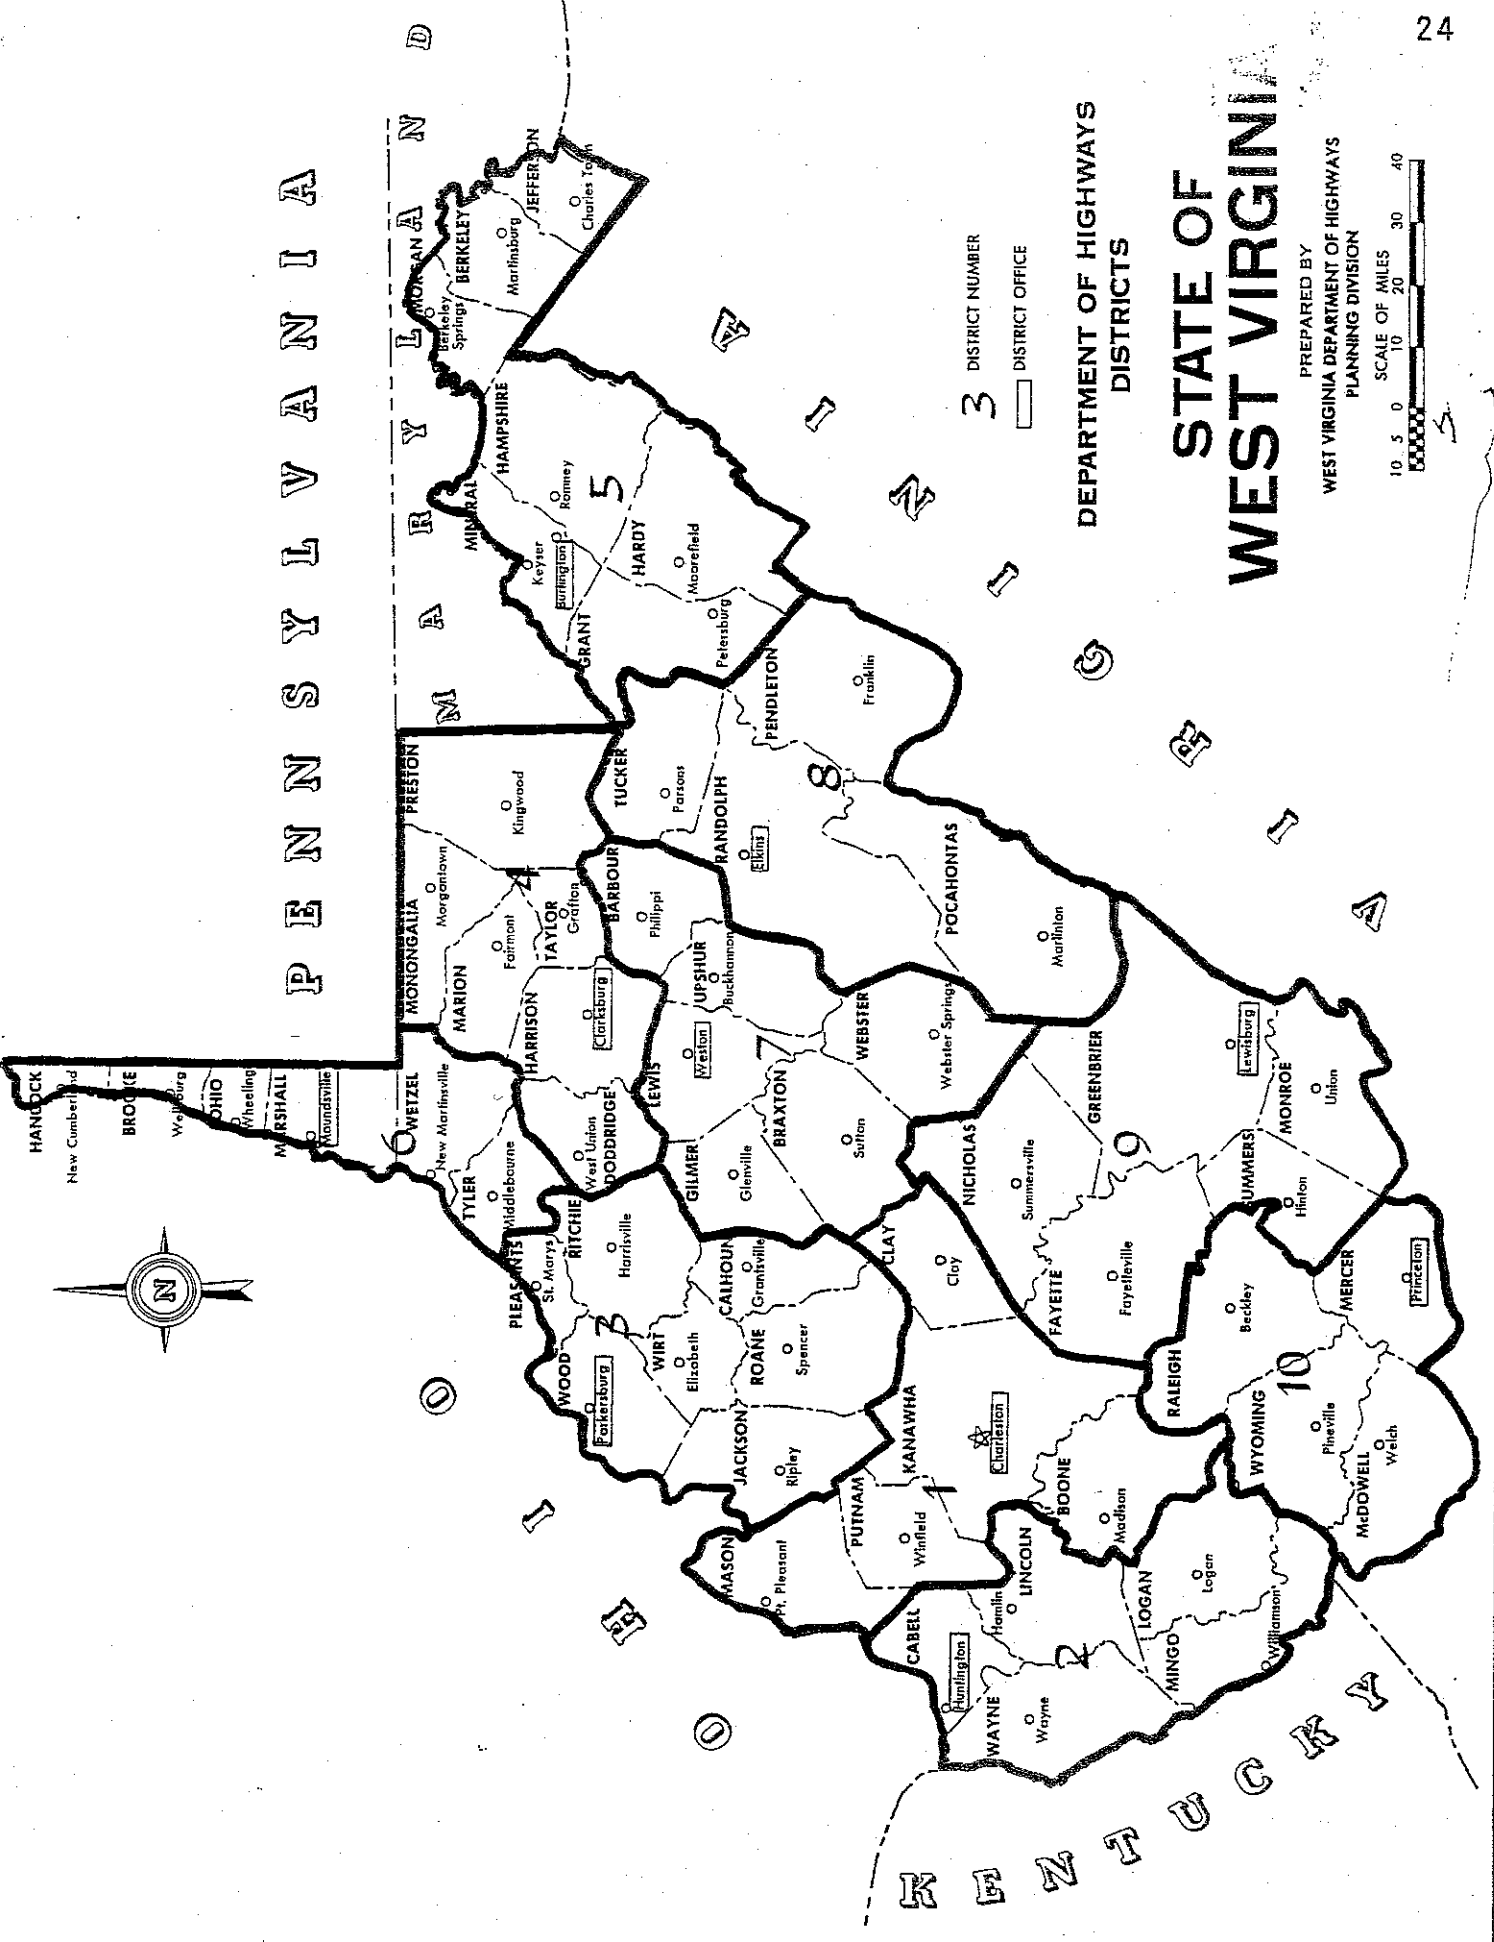 24
PENNSYLVANIA
MARYLAND
OHIO
VIRGINIA
KENTUCKY
N
HANCOCK
New Cumberland
BROOKE
Wellsburg
OHIO
Wheeling
MARSHALL
Moundsville
6
WETZEL
New Martinsville
TYLER
Middlebourne
MONONGALIA
Morgantown
PRESTON
Kingwood
MARION
Fairmont
4
TAYLOR
Grafton
HARRISON
Clarksburg
DODDRIDGE
West Union
PLEASANTS
St. Marys
RITCHIE
Harrisville
WOOD
Parkersburg
3
WIRT
Elizabeth
CALHOUN
Grantsville
ROANE
Spencer
JACKSON
Ripley
BARBOUR
Philippi
LEWIS
Weston
UPSHUR
Buckhannon
7
GILMER
Glenville
BRAXTON
Sutton
WEBSTER
Webster Springs
TUCKER
Parsons
RANDOLPH
Elkins
8
PENDLETON
Franklin
POCAHONTAS
Marlinton
GRANT
Petersburg
MINERAL
Keyser
Burlington
HAMPSHIRE
Romney
5
HARDY
Moorefield
MORGAN
Berkeley
Springs
BERKELEY
Martinsburg
JEFFERSON
Charles Town
MASON
Pt. Pleasant
PUTNAM
Winfield
1
KANAWHA
Charleston
CLAY
Clay
BOONE
Madison
CABELL
Huntington
WAYNE
Wayne
2
LINCOLN
Hamlin
LOGAN
Logan
MINGO
Williamson
NICHOLAS
Summersville
FAYETTE
Fayetteville
9
GREENBRIER
Lewisburg
SUMMERS
Hinton
MONROE
Union
RALEIGH
Beckley
10
WYOMING
Pineville
McDOWELL
Welch
MERCER
Princeton
3 DISTRICT NUMBER
DISTRICT OFFICE
DEPARTMENT OF HIGHWAYS
DISTRICTS
STATE OF
WEST VIRGINIA
PREPARED BY
WEST VIRGINIA DEPARTMENT OF HIGHWAYS
PLANNING DIVISION
SCALE OF MILES
10 5 0 10 20 30 40